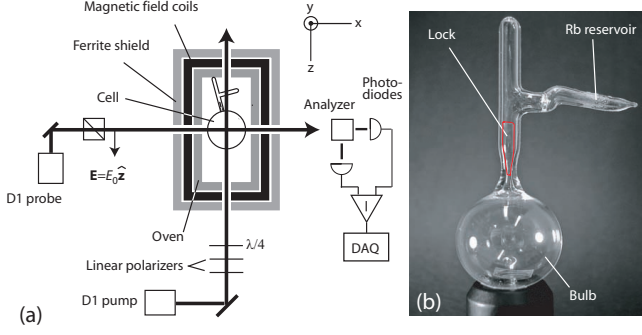 Magnetic field coils
Ferrite shield
Cell
y
x
z
Photo-
diodes
Analyzer
E=E₀ẑ
D1 probe
Oven
I
DAQ
λ/4
Linear polarizers
D1 pump
(a)
Lock
Rb reservoir
Bulb
(b)